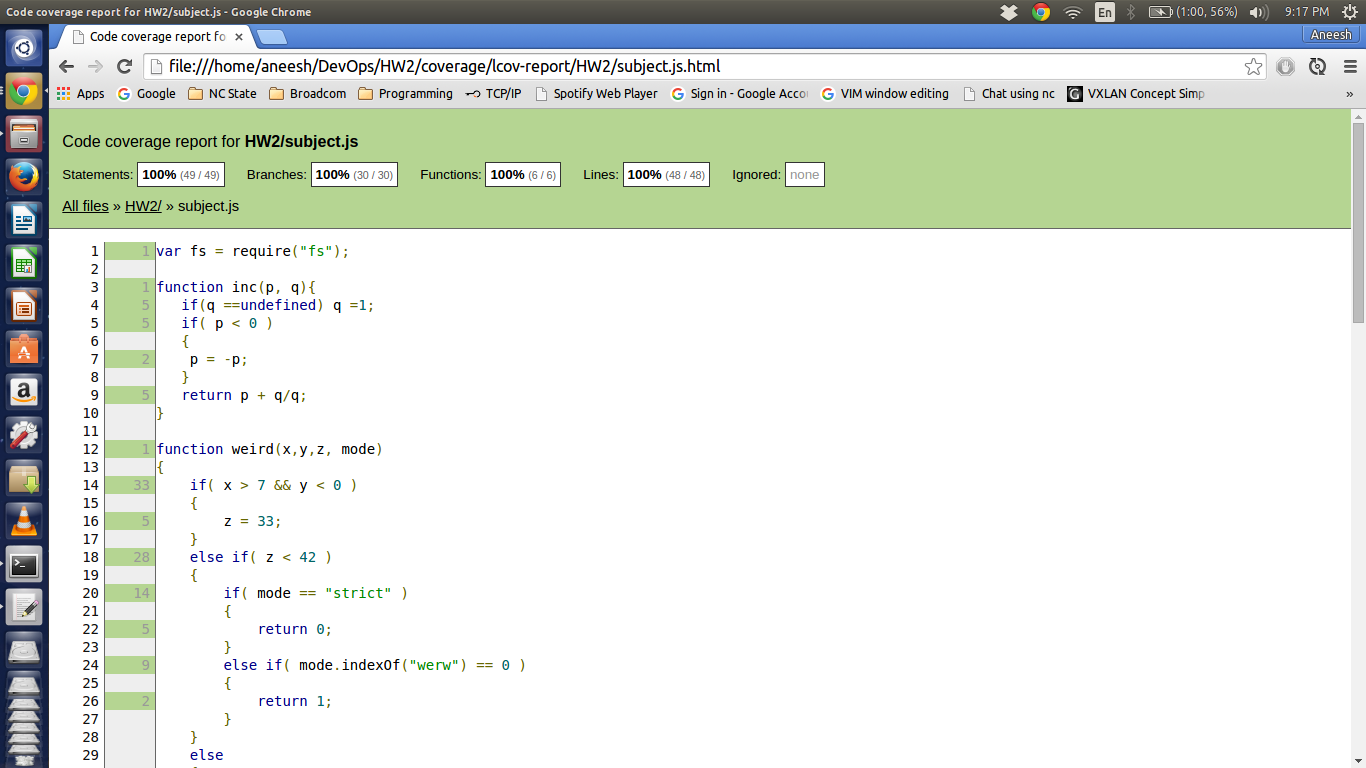 Code coverage report for HW2/subject.js - Google Chrome
En
(1:00, 56%)
9:17 PM
Code coverage report fo
Aneesh
file:///home/aneesh/DevOps/HW2/coverage/lcov-report/HW2/subject.js.html
Apps Google NC State Broadcom Programming TCP/IP Spotify Web Player Sign in - Google Accou VIM window editing Chat using nc VXLAN Concept Simp »
Code coverage report for HW2/subject.js
Statements: 100% (49 / 49) Branches: 100% (30 / 30) Functions: 100% (6 / 6) Lines: 100% (48 / 48) Ignored: none
All files » HW2/ » subject.js
1 1 var fs = require("fs");
2
3 1 function inc(p, q){
4 5 if(q ==undefined) q =1;
5 5 if( p < 0 )
6 {
7 2 p = -p;
8 }
9 5 return p + q/q;
10 }
11
12 1 function weird(x,y,z, mode)
13 {
14 33 if( x > 7 && y < 0 )
15 {
16 5 z = 33;
17 }
18 28 else if( z < 42 )
19 {
20 14 if( mode == "strict" )
21 {
22 5 return 0;
23 }
24 9 else if( mode.indexOf("werw") == 0 )
25 {
26 2 return 1;
27 }
28 }
29 else